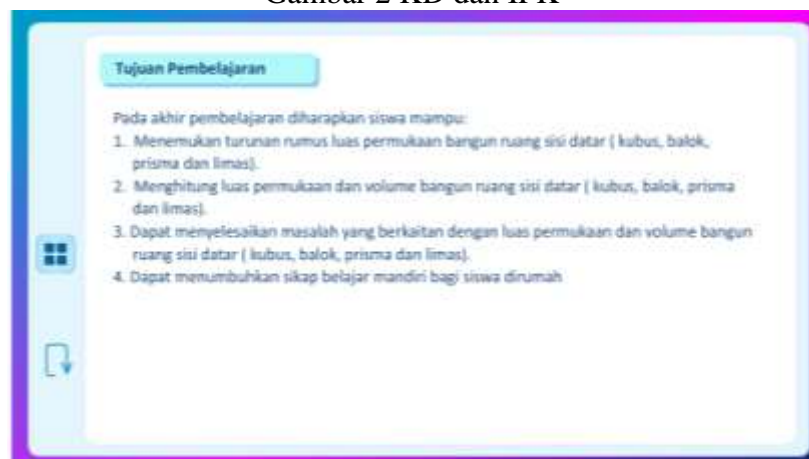 Gambar 2 KD dan IPK
Tujuan Pembelajaran
Pada akhir pembelajaran diharapkan siswa mampu:
1. Menemukan turunan rumus luas permukaan bangun ruang sisi datar ( kubus, balok,
prisma dan limas).
2. Menghitung luas permukaan dan volume bangun ruang sisi datar ( kubus, balok, prisma
dan limas).
3. Dapat menyelesaikan masalah yang berkaitan dengan luas permukaan dan volume bangun
ruang sisi datar ( kubus, balok, prisma dan limas).
4. Dapat menumbuhkan sikap belajar mandiri bagi siswa dirumah